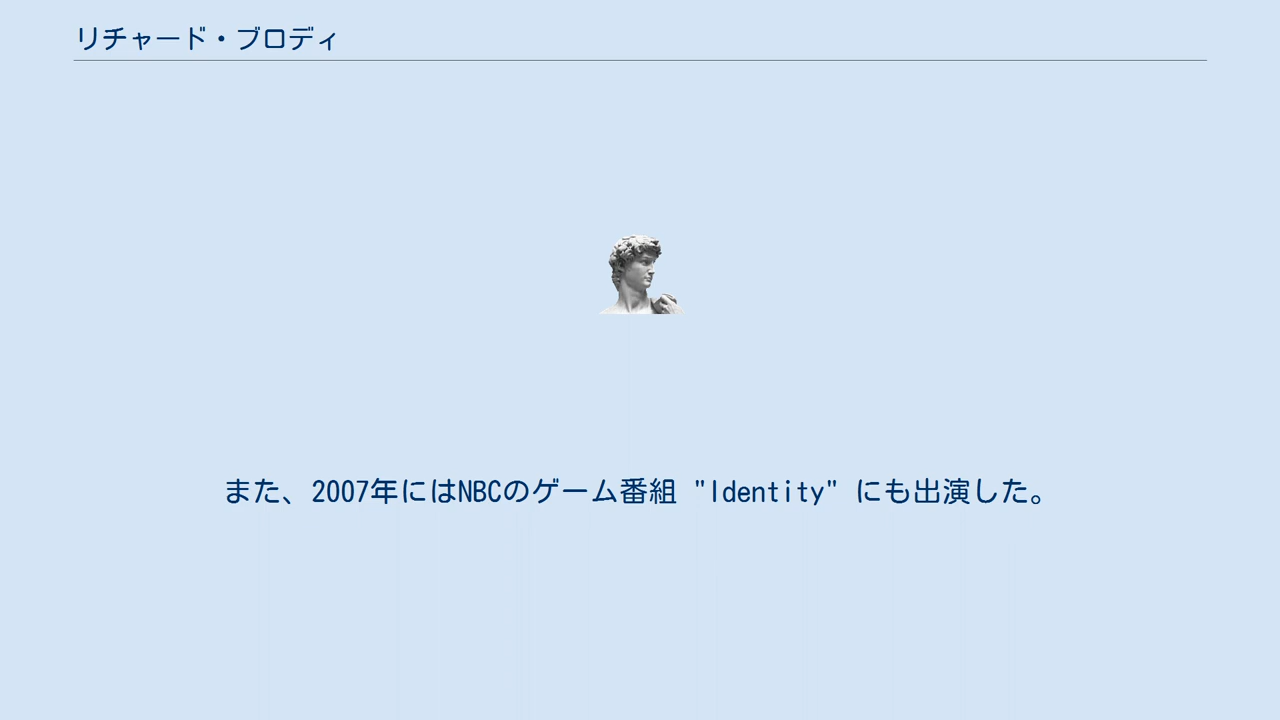 リチャード・ブロディ
また、2007年にはNBCのゲーム番組 "Identity" にも出演した。